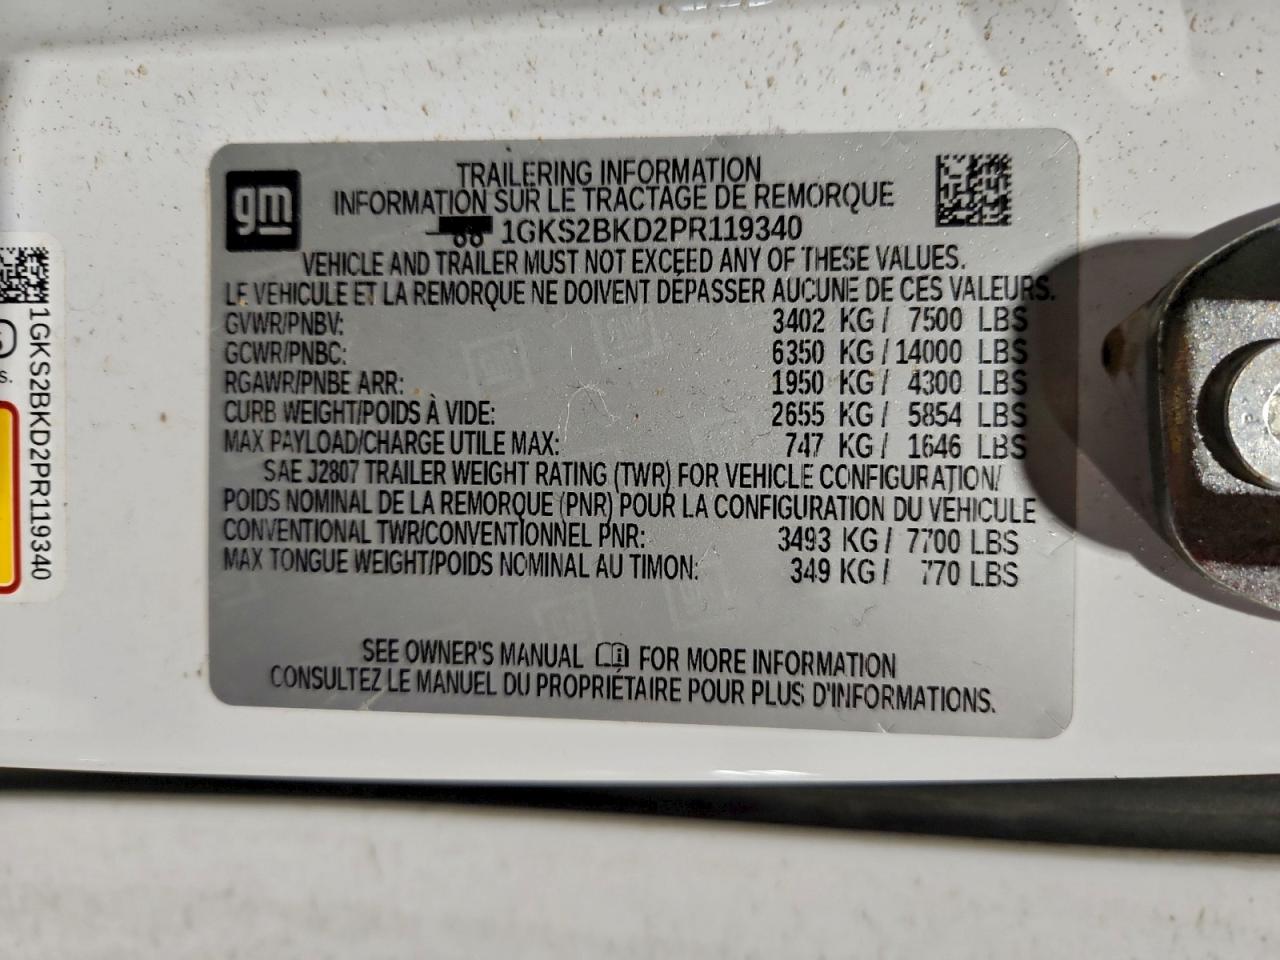 gm
TRAILERING INFORMATION
INFORMATION SUR LE TRACTAGE DE REMORQUE
1GKS2BKD2PR119340
VEHICLE AND TRAILER MUST NOT EXCEED ANY OF THESE VALUES.
LE VEHICULE ET LA REMORQUE NE DOIVENT DÉPASSER AUCUNE DE CES VALEURS.
GVWR/PNBV: 3402 KG / 7500 LBS
GCWR/PNBC: 6350 KG / 14000 LBS
RGAWR/PNBE ARR: 1950 KG / 4300 LBS
CURB WEIGHT/POIDS À VIDE: 2655 KG / 5854 LBS
MAX PAYLOAD/CHARGE UTILE MAX: 747 KG / 1646 LBS
SAE J2807 TRAILER WEIGHT RATING (TWR) FOR VEHICLE CONFIGURATION/
POIDS NOMINAL DE LA REMORQUE (PNR) POUR LA CONFIGURATION DU VÉHICULE
CONVENTIONAL TWR/CONVENTIONNEL PNR: 3493 KG / 7700 LBS
MAX TONGUE WEIGHT/POIDS NOMINAL AU TIMON: 349 KG / 770 LBS
SEE OWNER'S MANUAL FOR MORE INFORMATION
CONSULTEZ LE MANUEL DU PROPRIÉTAIRE POUR PLUS D'INFORMATIONS.
1GKS2BKD2PR119340